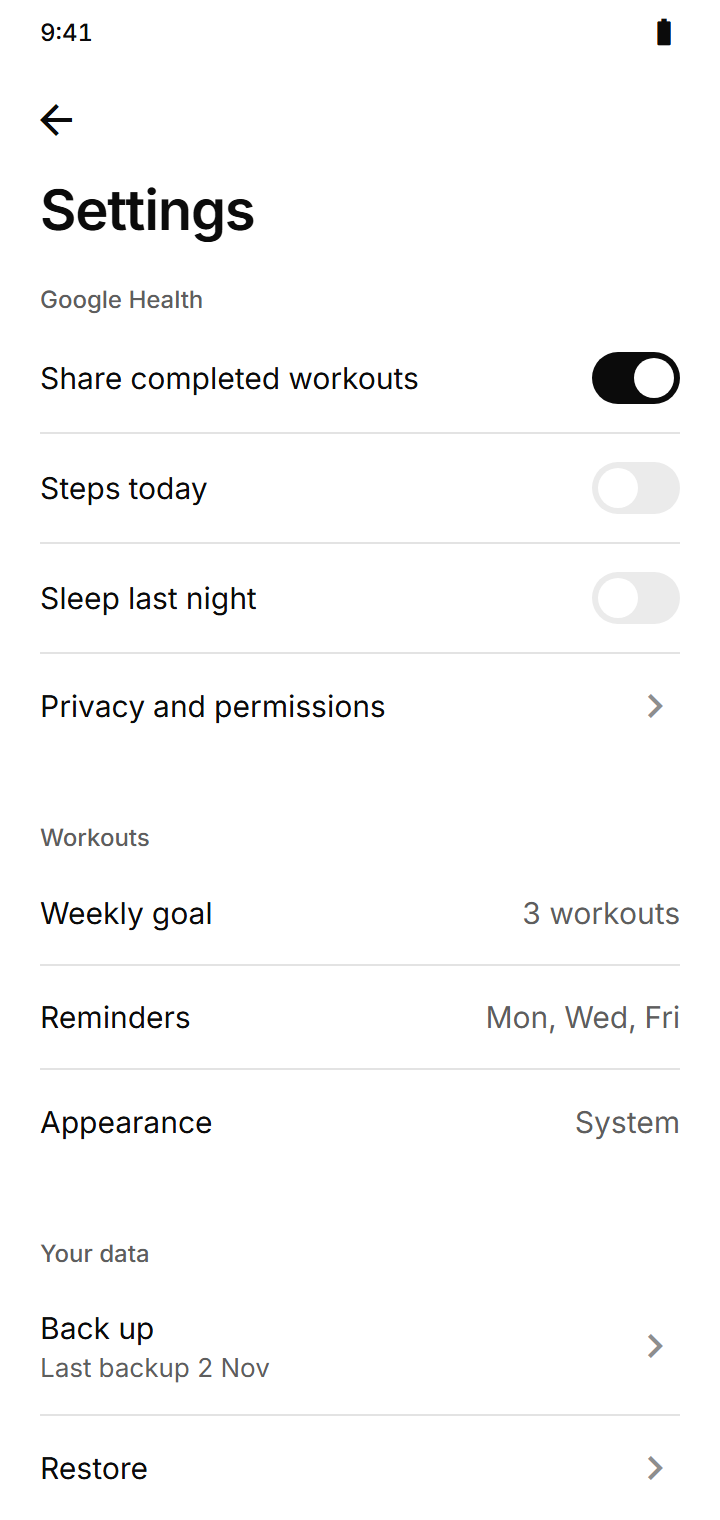 9:41
Settings
Google Health
Share completed workouts
Steps today
Sleep last night
Privacy and permissions
Workouts
Weekly goal 3 workouts
Reminders Mon, Wed, Fri
Appearance System
Your data
Back up
Last backup 2 Nov
Restore